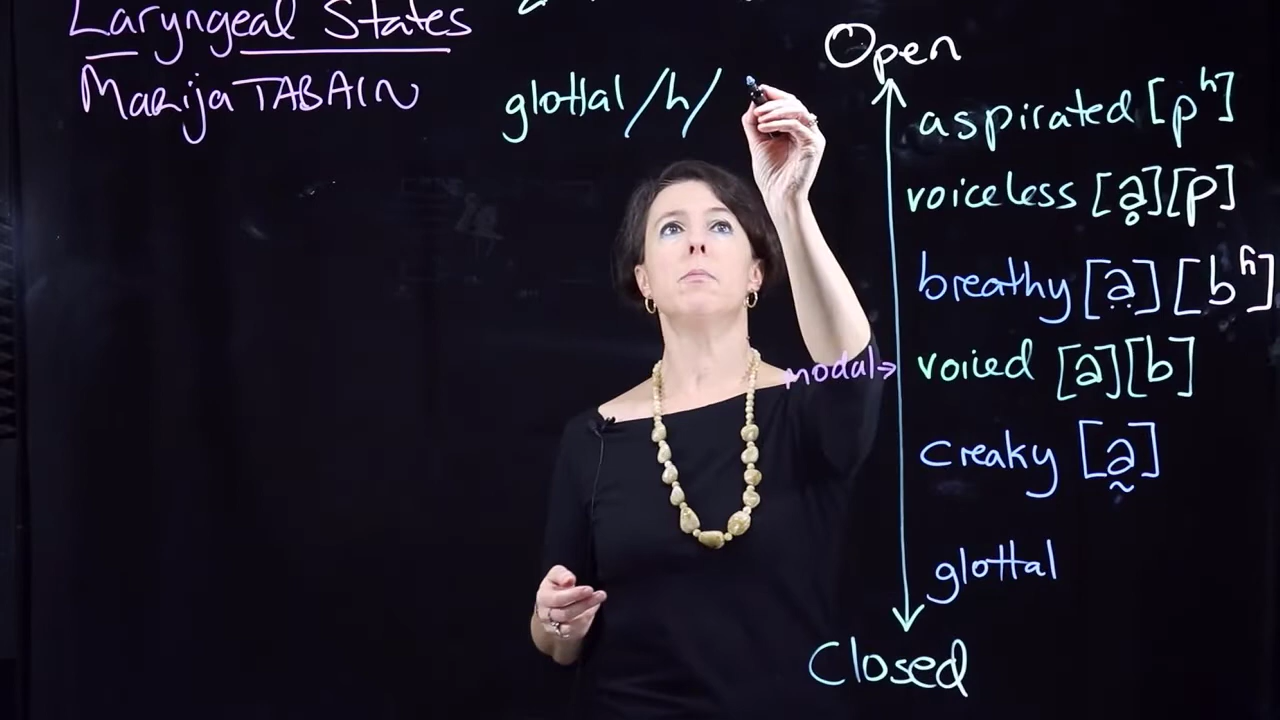 Laryngeal States
Marija TABAIN
glottal /h/
Open
aspirated [pʰ]
voiceless [ḁ][p]
breathy [a̤] [bʱ]
modal→ voiced [a][b]
creaky [a̰]
glottal
Closed